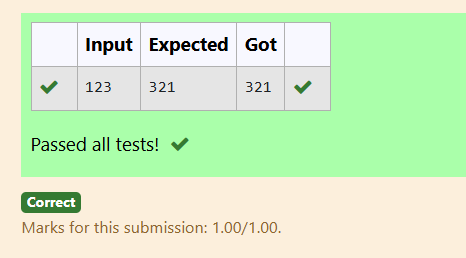 Input Expected Got
123 321 321
Passed all tests!
Correct
Marks for this submission: 1.00/1.00.